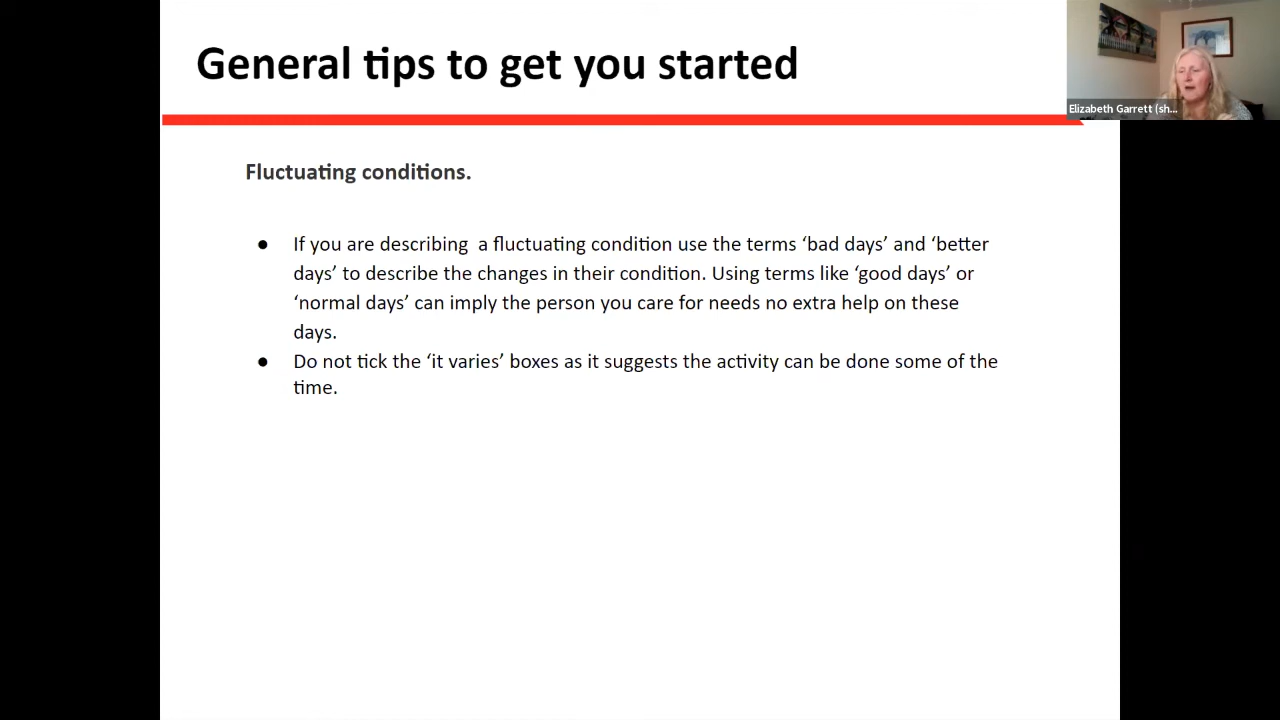 General tips to get you started
Elizabeth Garrett (sh...
Fluctuating conditions.
● If you are describing  a fluctuating condition use the terms ‘bad days’ and ‘better
days’ to describe the changes in their condition. Using terms like ‘good days’ or
‘normal days’ can imply the person you care for needs no extra help on these
days.
● Do not tick the ‘it varies’ boxes as it suggests the activity can be done some of the
time.